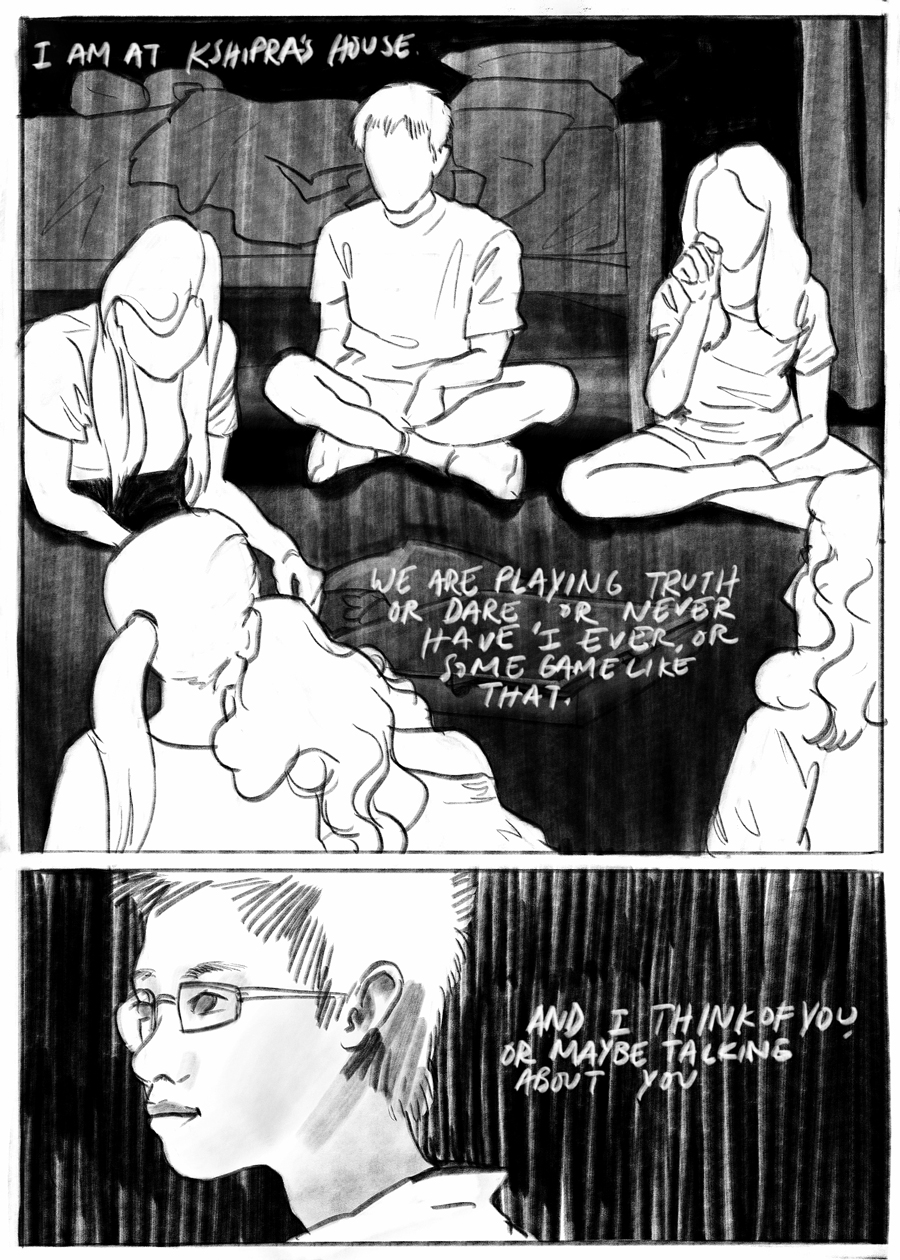 I AM AT KSHIPRA'S HOUSE.
WE ARE PLAYING TRUTH
OR DARE, OR NEVER
HAVE I EVER, OR
SOME GAME LIKE
THAT.
AND I THINK OF YOU,
OR MAYBE TALKING
ABOUT YOU